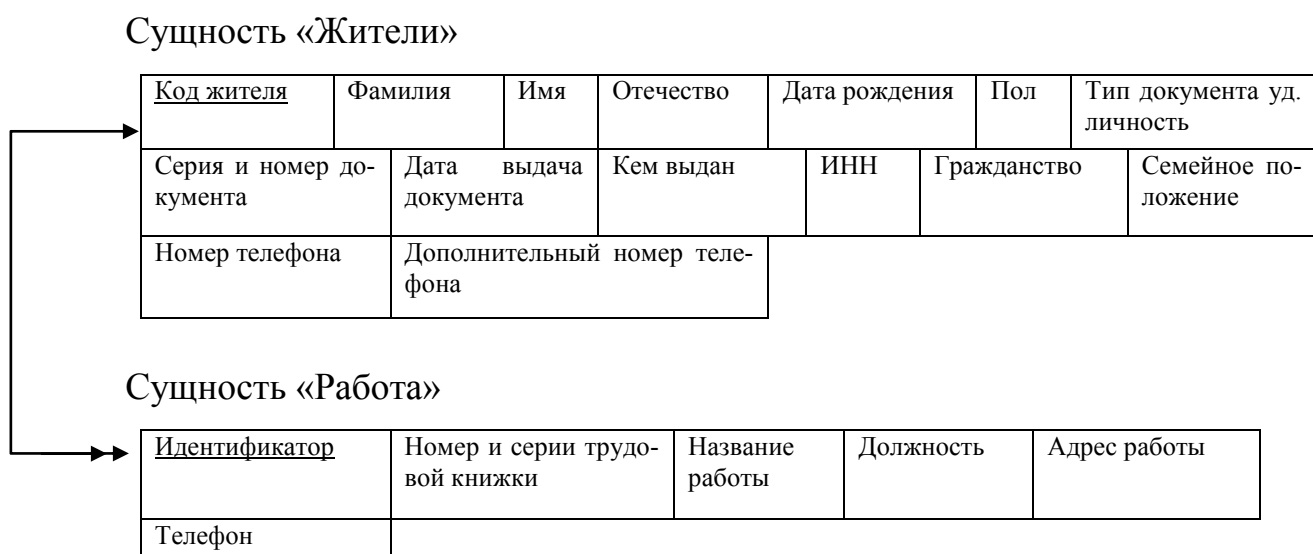 Сущность «Жители»
Код жителя Фамилия Имя Отечество Дата рождения Пол Тип документа уд.
личность
Серия и номер до- Дата выдача Кем выдан ИНН Гражданство Семейное по-
кумента документа ложение
Номер телефона Дополнительный номер теле-
фона
Сущность «Работа»
Идентификатор Номер и серии трудо- Название Должность Адрес работы
вой книжки работы
Телефон